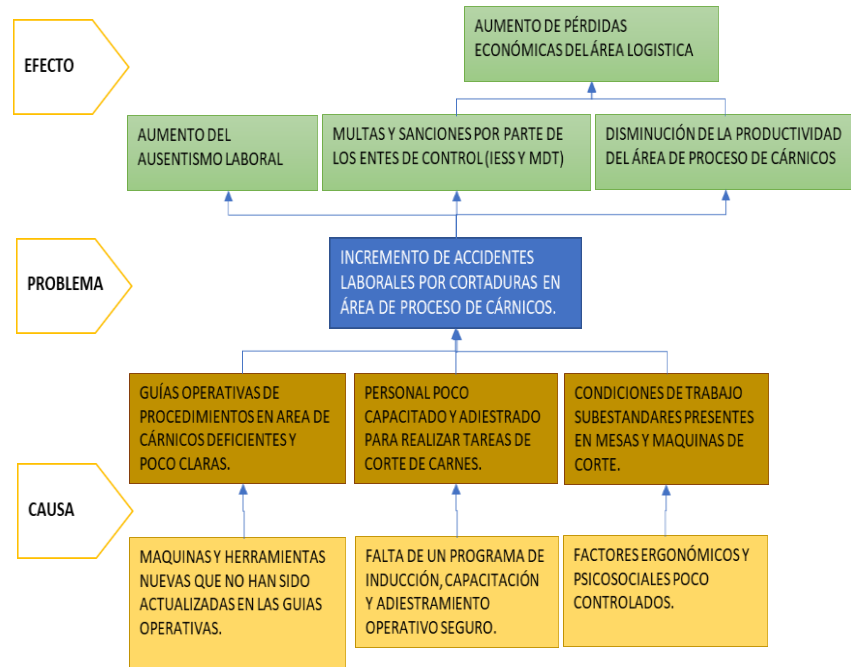 EFECTO
AUMENTO DE PÉRDIDAS
ECONÓMICAS DEL ÁREA LOGISTICA
AUMENTO DEL
AUSENTISMO LABORAL
MULTAS Y SANCIONES POR PARTE DE
LOS ENTES DE CONTROL (IESS Y MDT)
DISMINUCIÓN DE LA PRODUCTIVIDAD
DEL ÁREA DE PROCESO DE CÁRNICOS
PROBLEMA
INCREMENTO DE ACCIDENTES
LABORALES POR CORTADURAS EN
ÁREA DE PROCESO DE CÁRNICOS.
CAUSA
GUÍAS OPERATIVAS DE
PROCEDIMIENTOS EN AREA DE
CÁRNICOS DEFICIENTES Y
POCO CLARAS.
PERSONAL POCO
CAPACITADO Y ADIESTRADO
PARA REALIZAR TAREAS DE
CORTE DE CARNES.
CONDICIONES DE TRABAJO
SUBESTANDARES PRESENTES
EN MESAS Y MAQUINAS DE
CORTE.
MAQUINAS Y HERRAMIENTAS
NUEVAS QUE NO HAN SIDO
ACTUALIZADAS EN LAS GUIAS
OPERATIVAS.
FALTA DE UN PROGRAMA DE
INDUCCIÓN, CAPACITACIÓN
Y ADIESTRAMIENTO
OPERATIVO SEGURO.
FACTORES ERGONÓMICOS Y
PSICOSOCIALES POCO
CONTROLADOS.